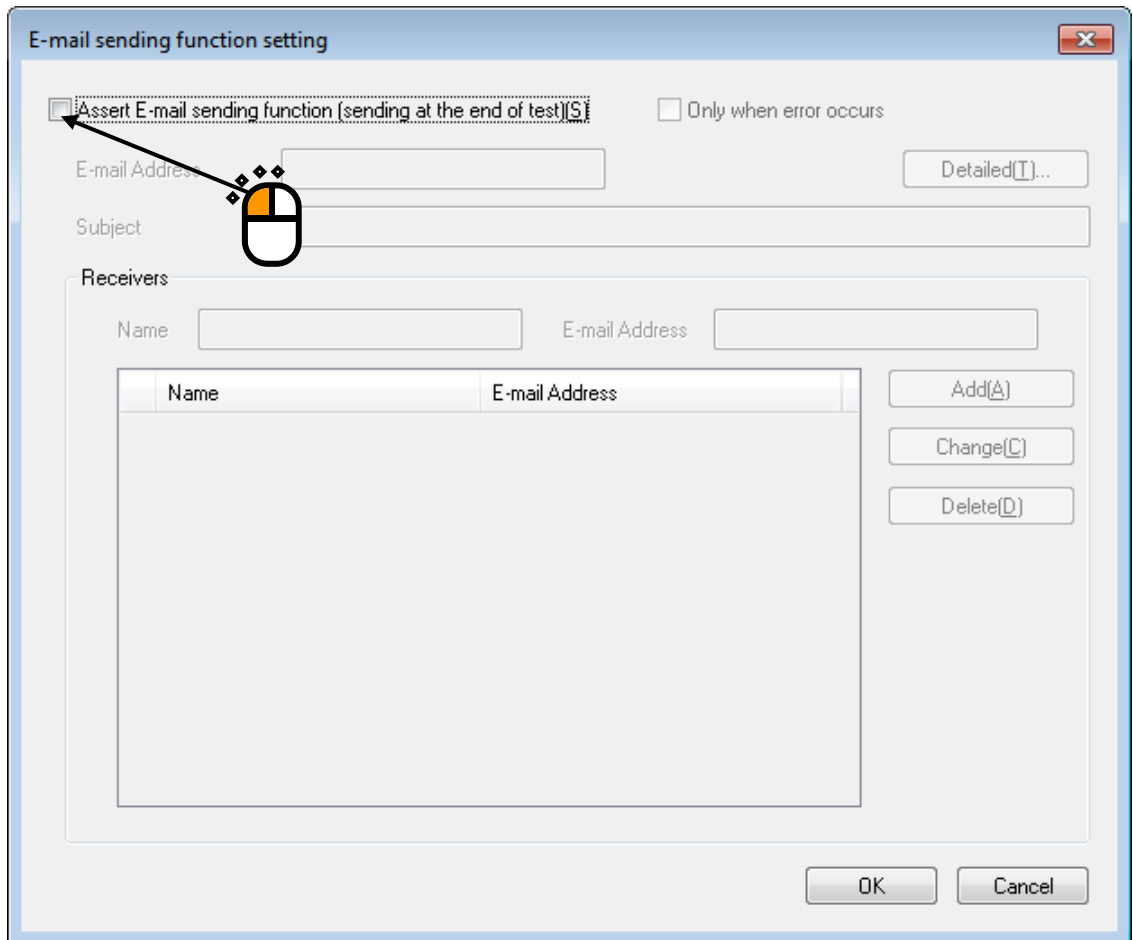 E-mail sending function setting
Assert E-mail sending function (sending at the end of test)(S) Only when error occurs
E-mail Address Detailed(T)...
Subject
Receivers
Name E-mail Address
Name E-mail Address Add(A)
Change(C)
Delete(D)
OK Cancel